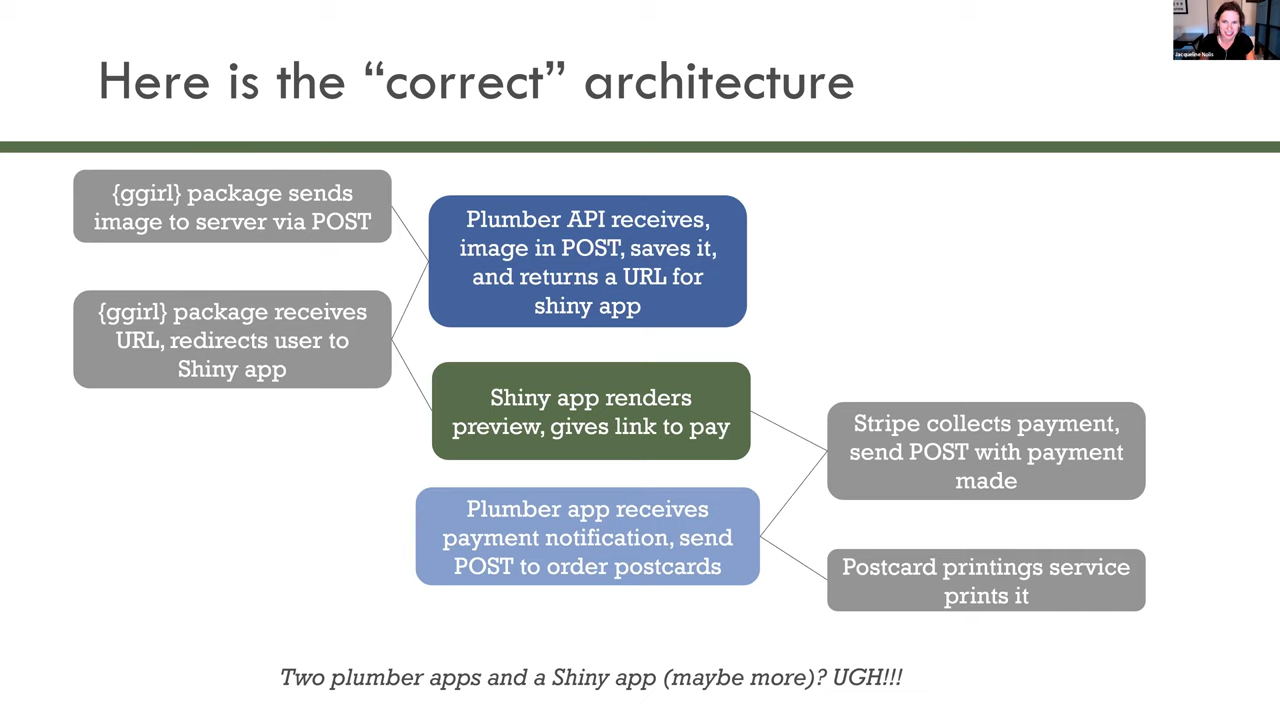 Jacqueline Nolis
Here is the “correct” architecture
{ggirl} package sends
image to server via POST
Plumber API receives,
image in POST, saves it,
and returns a URL for
shiny app
{ggirl} package receives
URL, redirects user to
Shiny app
Shiny app renders
preview, gives link to pay
Stripe collects payment,
send POST with payment
made
Plumber app receives
payment notification, send
POST to order postcards
Postcard printings service
prints it
Two plumber apps and a Shiny app (maybe more)? UGH!!!